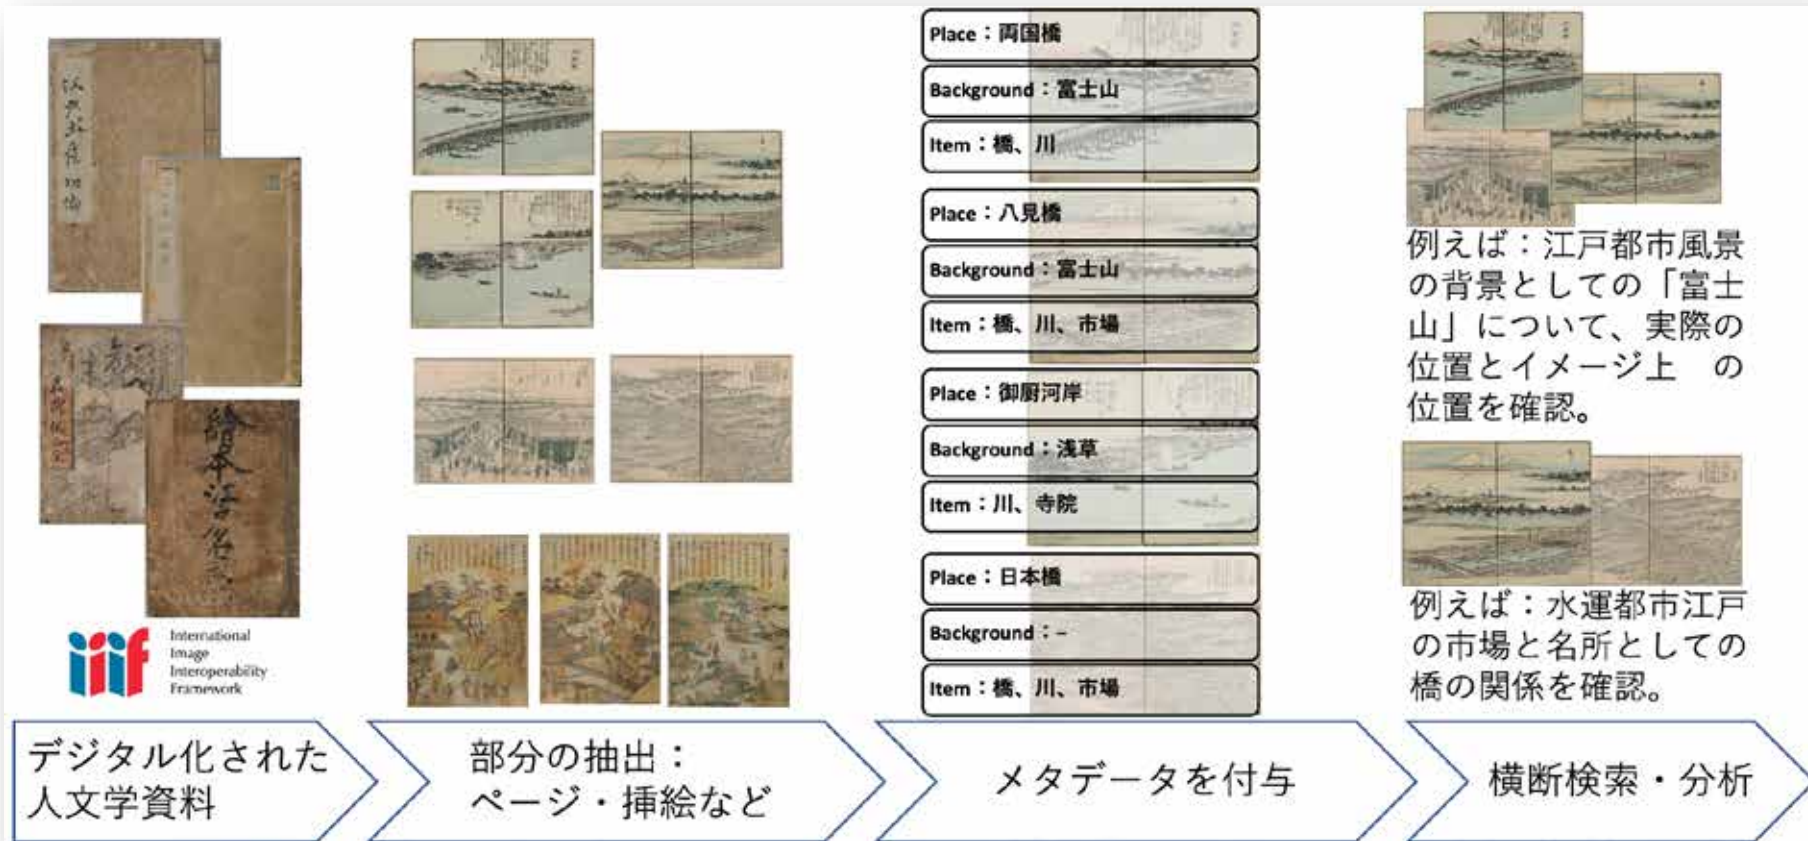 繪本江戸名所
International
Image
Interoperability
Framework
デジタル化された
人文学資料
部分の抽出：
ページ・挿絵など
Place：両国橋
Background：富士山
Item：橋、川
Place：八見橋
Background：富士山
Item：橋、川、市場
Place：御厨河岸
Background：浅草
Item：川、寺院
Place：日本橋
Background：−
Item：橋、川、市場
メタデータを付与
例えば：江戸都市風景
の背景としての「富士
山」について、実際の
位置とイメージ上　の
位置を確認。
例えば：水運都市江戸
の市場と名所としての
橋の関係を確認。
横断検索・分析